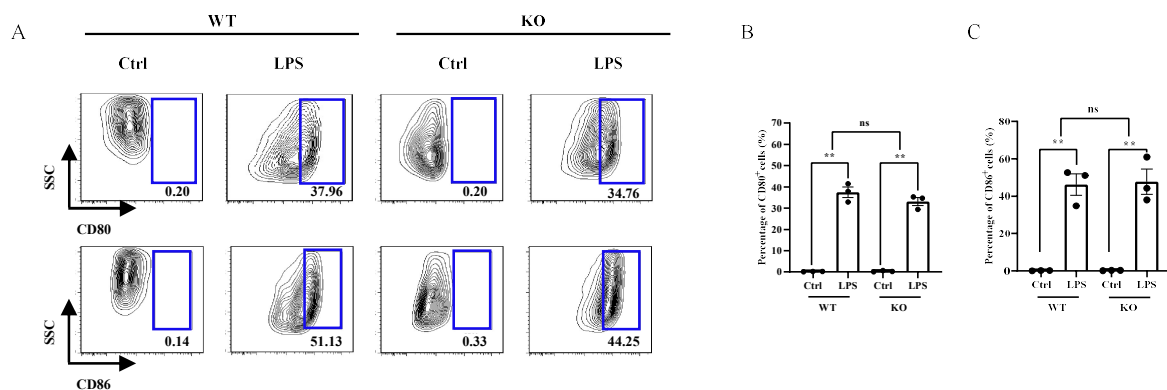 A
WT
KO
Ctrl
LPS
Ctrl
LPS
SSC
0.20
37.96
0.20
34.76
CD80
SSC
0.14
51.13
0.33
44.25
CD86
B
Percentage of CD80+ cells (%)
70
60
50
40
30
20
10
0
ns
**
**
Ctrl
LPS
Ctrl
LPS
WT
KO
C
Percentage of CD86+ cells (%)
80
60
40
20
0
ns
**
**
Ctrl
LPS
Ctrl
LPS
WT
KO